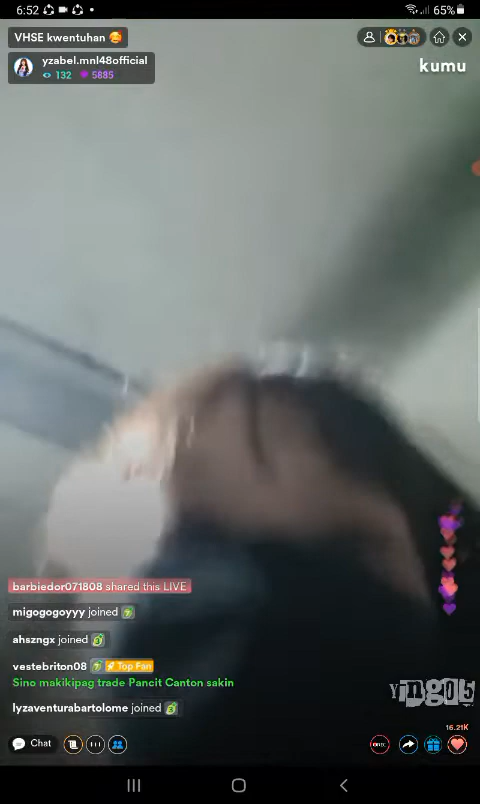 6:52
65%
VHSE kwentuhan 🥰
yzabel.mnl48official
132 5885
kumu
barbiedor071808 shared this LIVE
migogogoyyy joined
ahszngx joined
vestebriton08 Top Fan
Sino makikipag trade Pancit Canton sakin
lyzaventurabartolome joined
Yingo5
16.21K
Chat